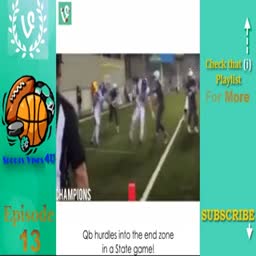 Sports Vines 4U
Episode
13
CHAMPIONS
Qb hurdles into the end zone
in a State game!
Check that (i)
Playlist
For More
SUBSCRIBE